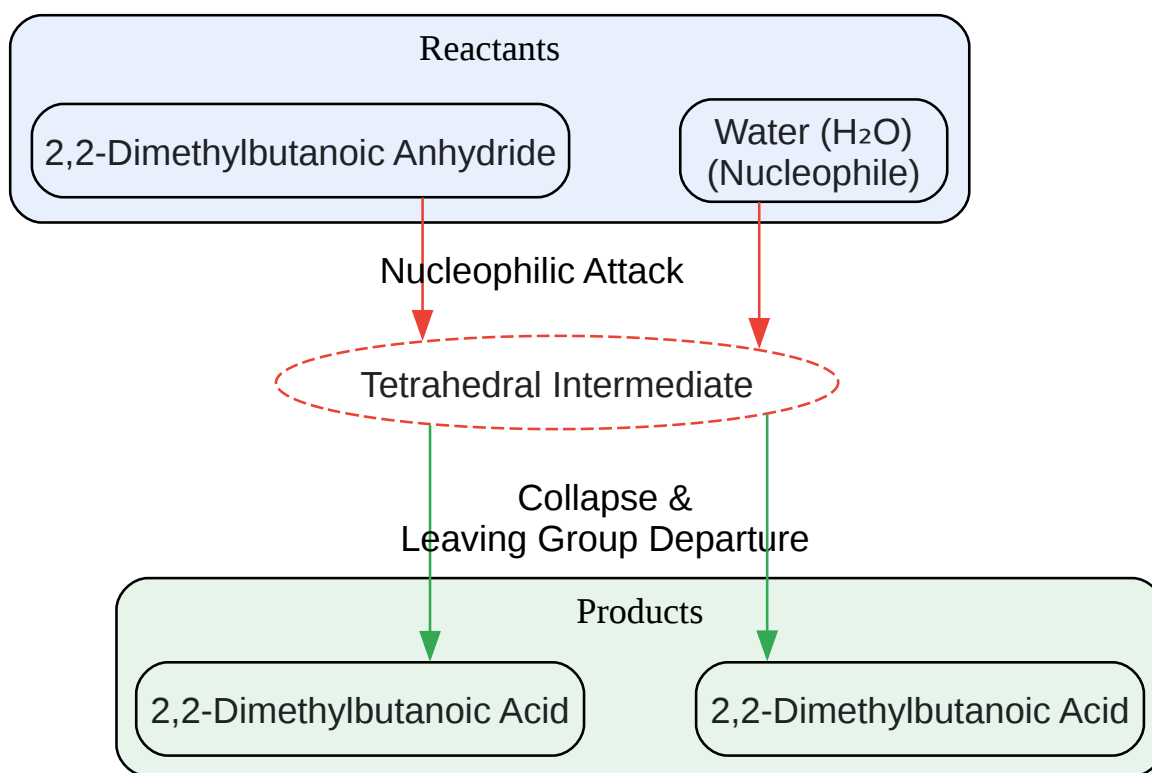 Reactants
2,2-Dimethylbutanoic Anhydride
Water (H₂O)
(Nucleophile)
Nucleophilic Attack
Tetrahedral Intermediate
Collapse &
Leaving Group Departure
Products
2,2-Dimethylbutanoic Acid
2,2-Dimethylbutanoic Acid